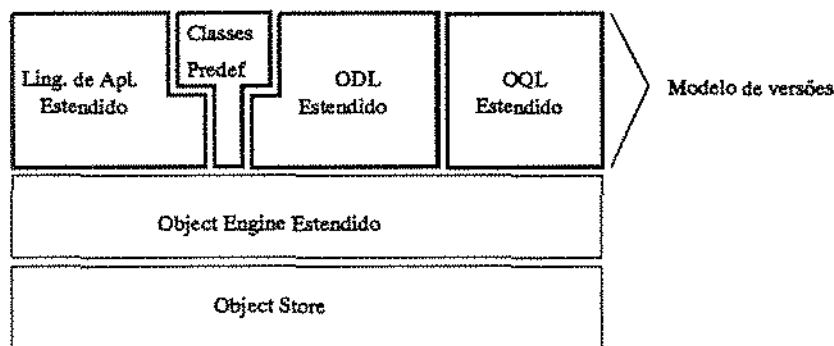 Classes
Predef
Ling. de Apl.
Estendido
ODL
Estendido
OQL
Estendido
Modelo de versões
Object Engine Estendido
Object Store